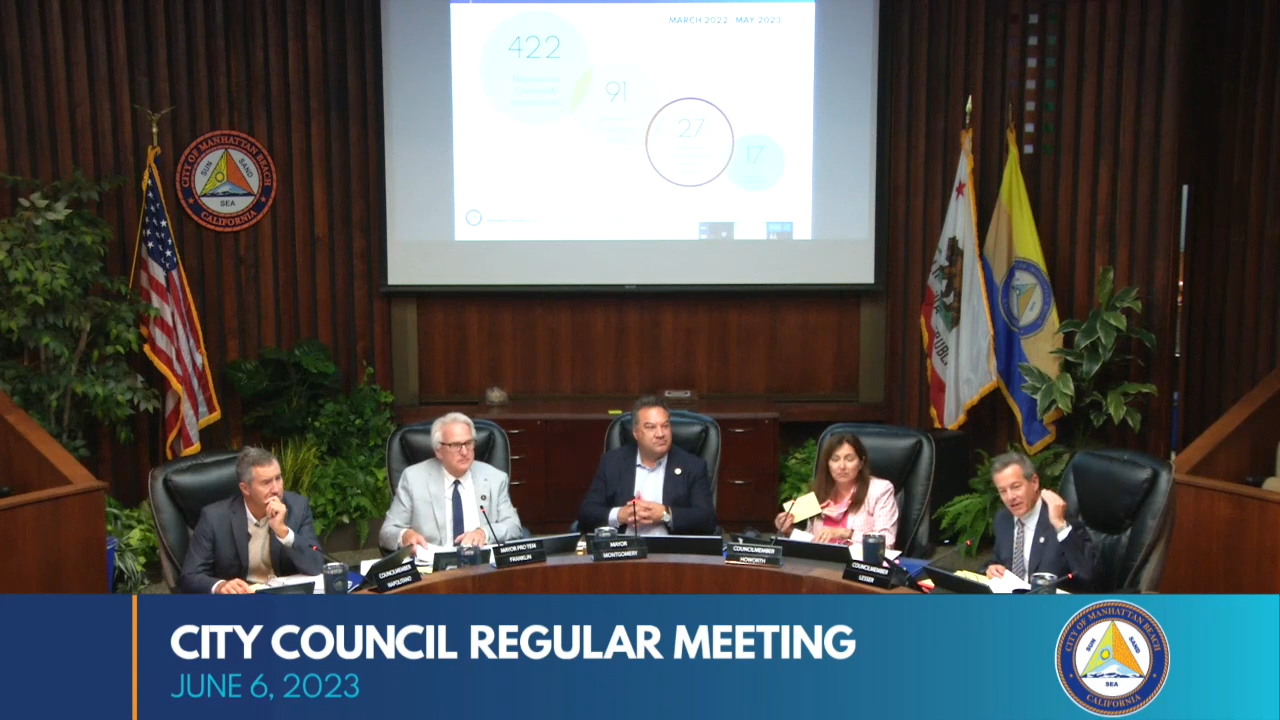 MARCH 2022 MAY 2023
422
91
27
17
CITY OF MANHATTAN BEACH
SUN SAND
SEA
CALIFORNIA
COUNCILMEMBER
NAPOLITANO
MAYOR PRO TEM
FRANKLIN
MAYOR
MONTGOMERY
COUNCILMEMBER
HOWORTH
COUNCILMEMBER
LESSER
CITY COUNCIL REGULAR MEETING
JUNE 6, 2023
CITY OF MANHATTAN BEACH
SUN SAND
SEA
CALIFORNIA